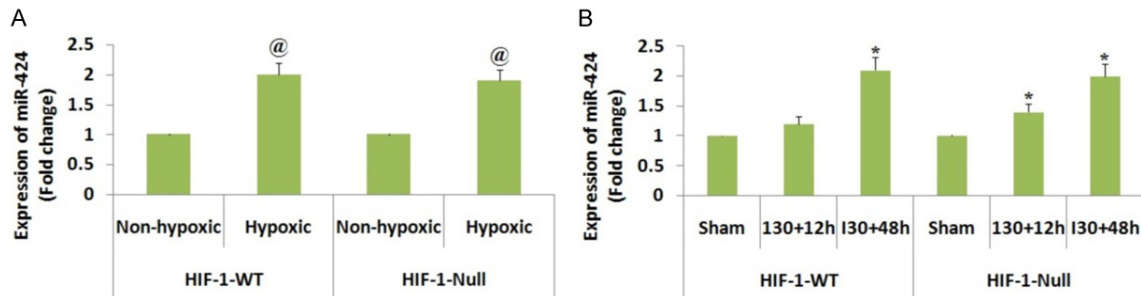 A
Expression of miR-424
(Fold change)
2.5
2
1.5
1
0.5
0
@
@
Non-hypoxic Hypoxic Non-hypoxic Hypoxic
HIF-1-WT HIF-1-Null
B
Expression of miR-424
(Fold change)
2.5
2
1.5
1
0.5
0
*
*
*
Sham 130+12h I30+48h Sham 130+12h I30+48h
HIF-1-WT HIF-1-Null